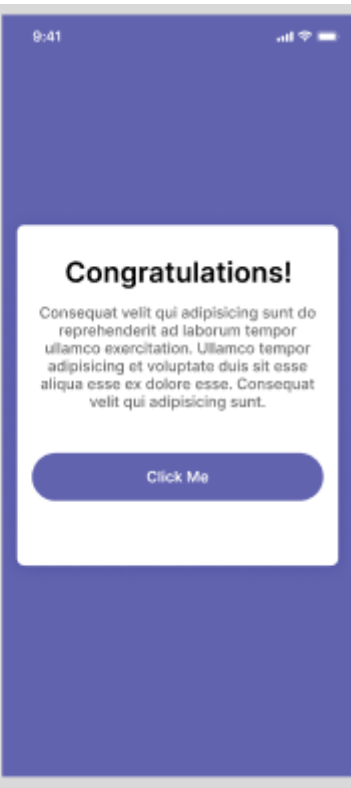 9:41
Congratulations!
Consequat velit qui adipisicing sunt do
reprehenderit ad laborum tempor
ullamco exercitation. Ullamco tempor
adipisicing et voluptate duis sit esse
aliqua esse ex dolore esse. Consequat
velit qui adipisicing sunt.
Click Me